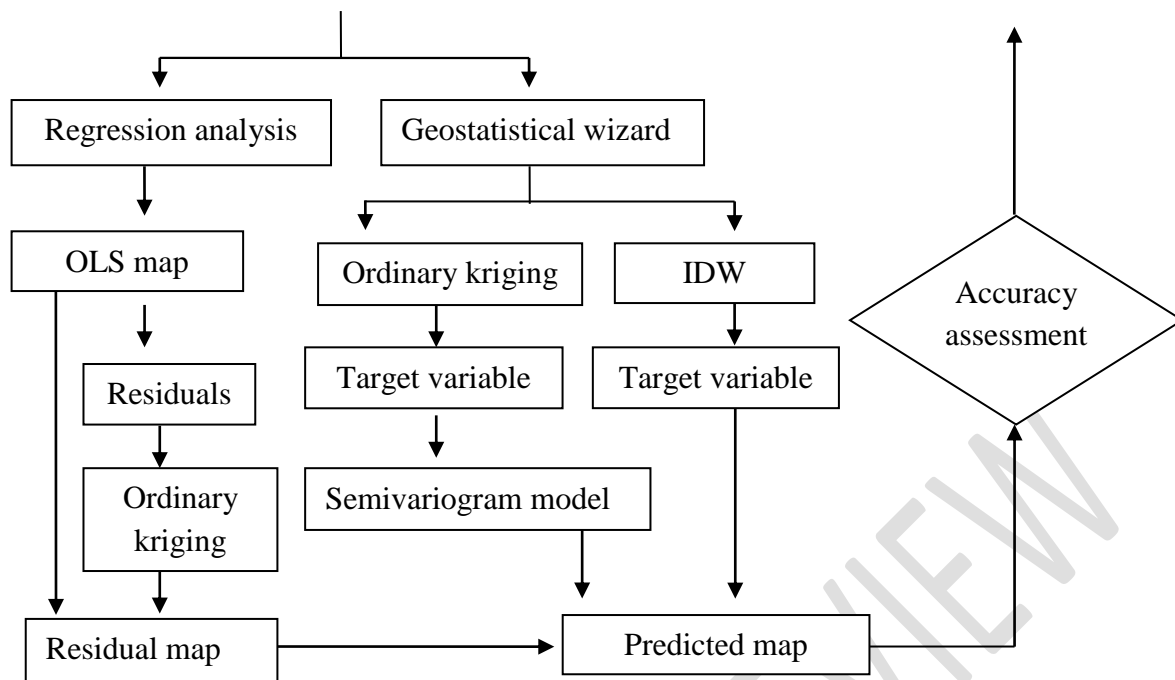 Regression analysis
Geostatistical wizard
OLS map
Ordinary kriging
IDW
Accuracy
assessment
Residuals
Target variable
Target variable
Ordinary
kriging
Semivariogram model
Residual map
Predicted map
VIEW